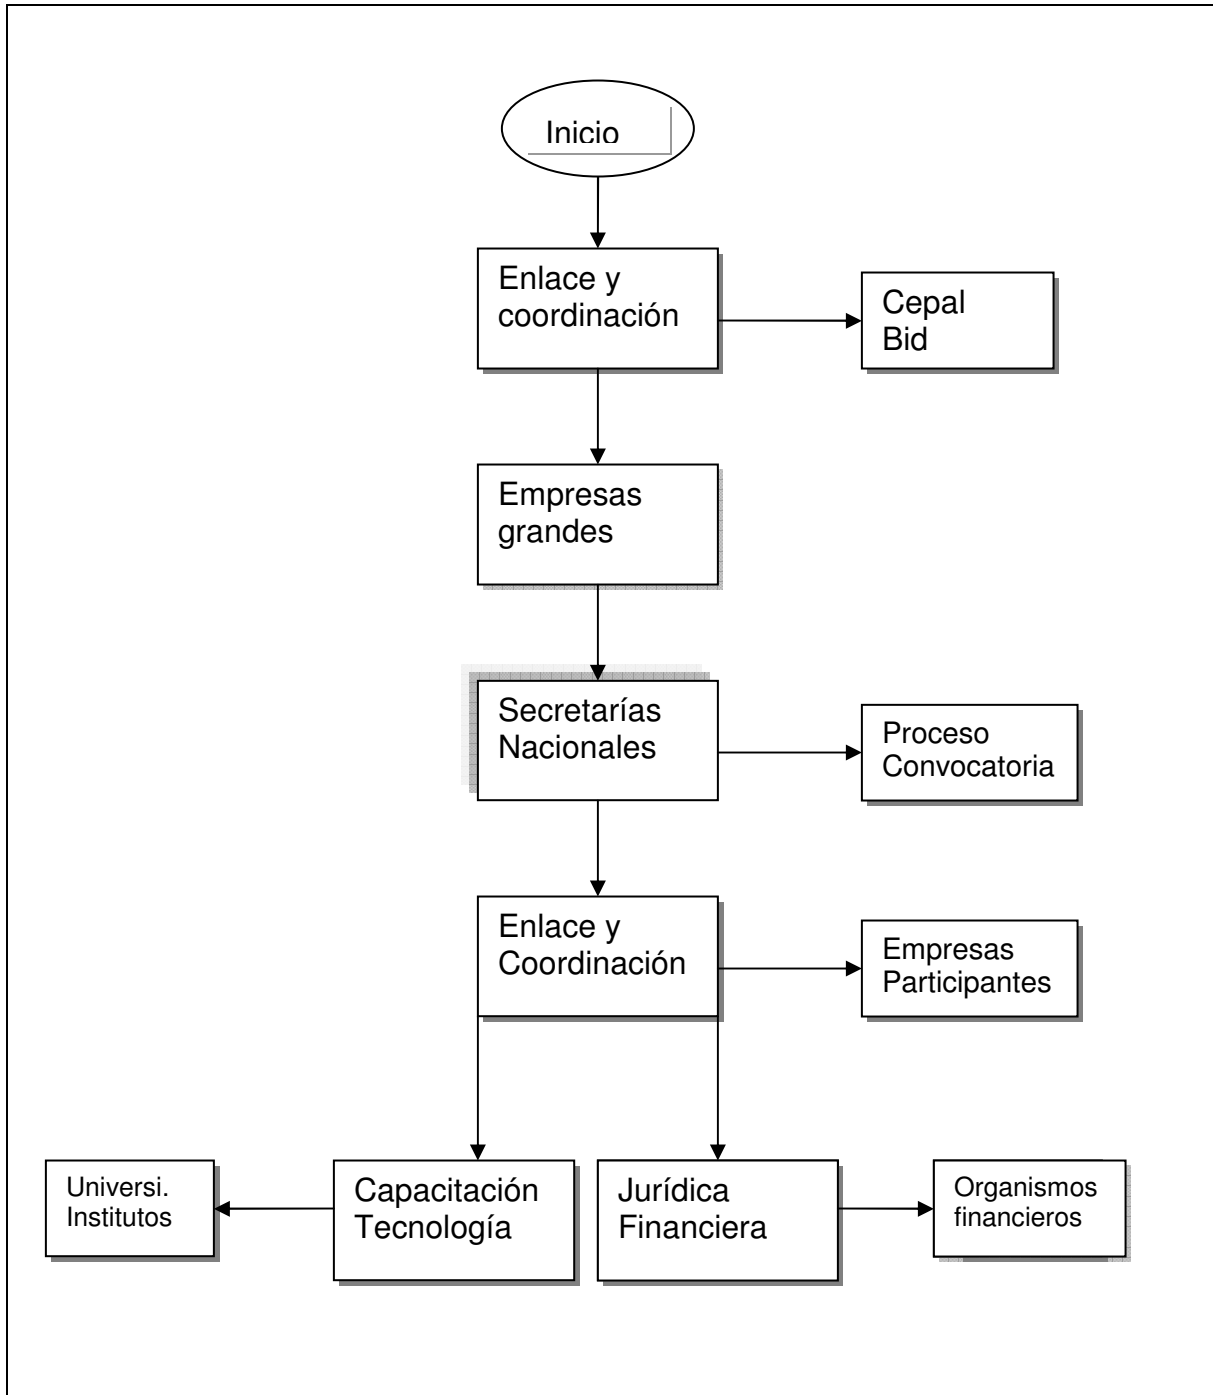 Inicio
Enlace y
coordinación
Cepal
Bid
Empresas
grandes
Secretarías
Nacionales
Proceso
Convocatoria
Enlace y
Coordinación
Empresas
Participantes
Universi.
Institutos
Capacitación
Tecnología
Jurídica
Financiera
Organismos
financieros